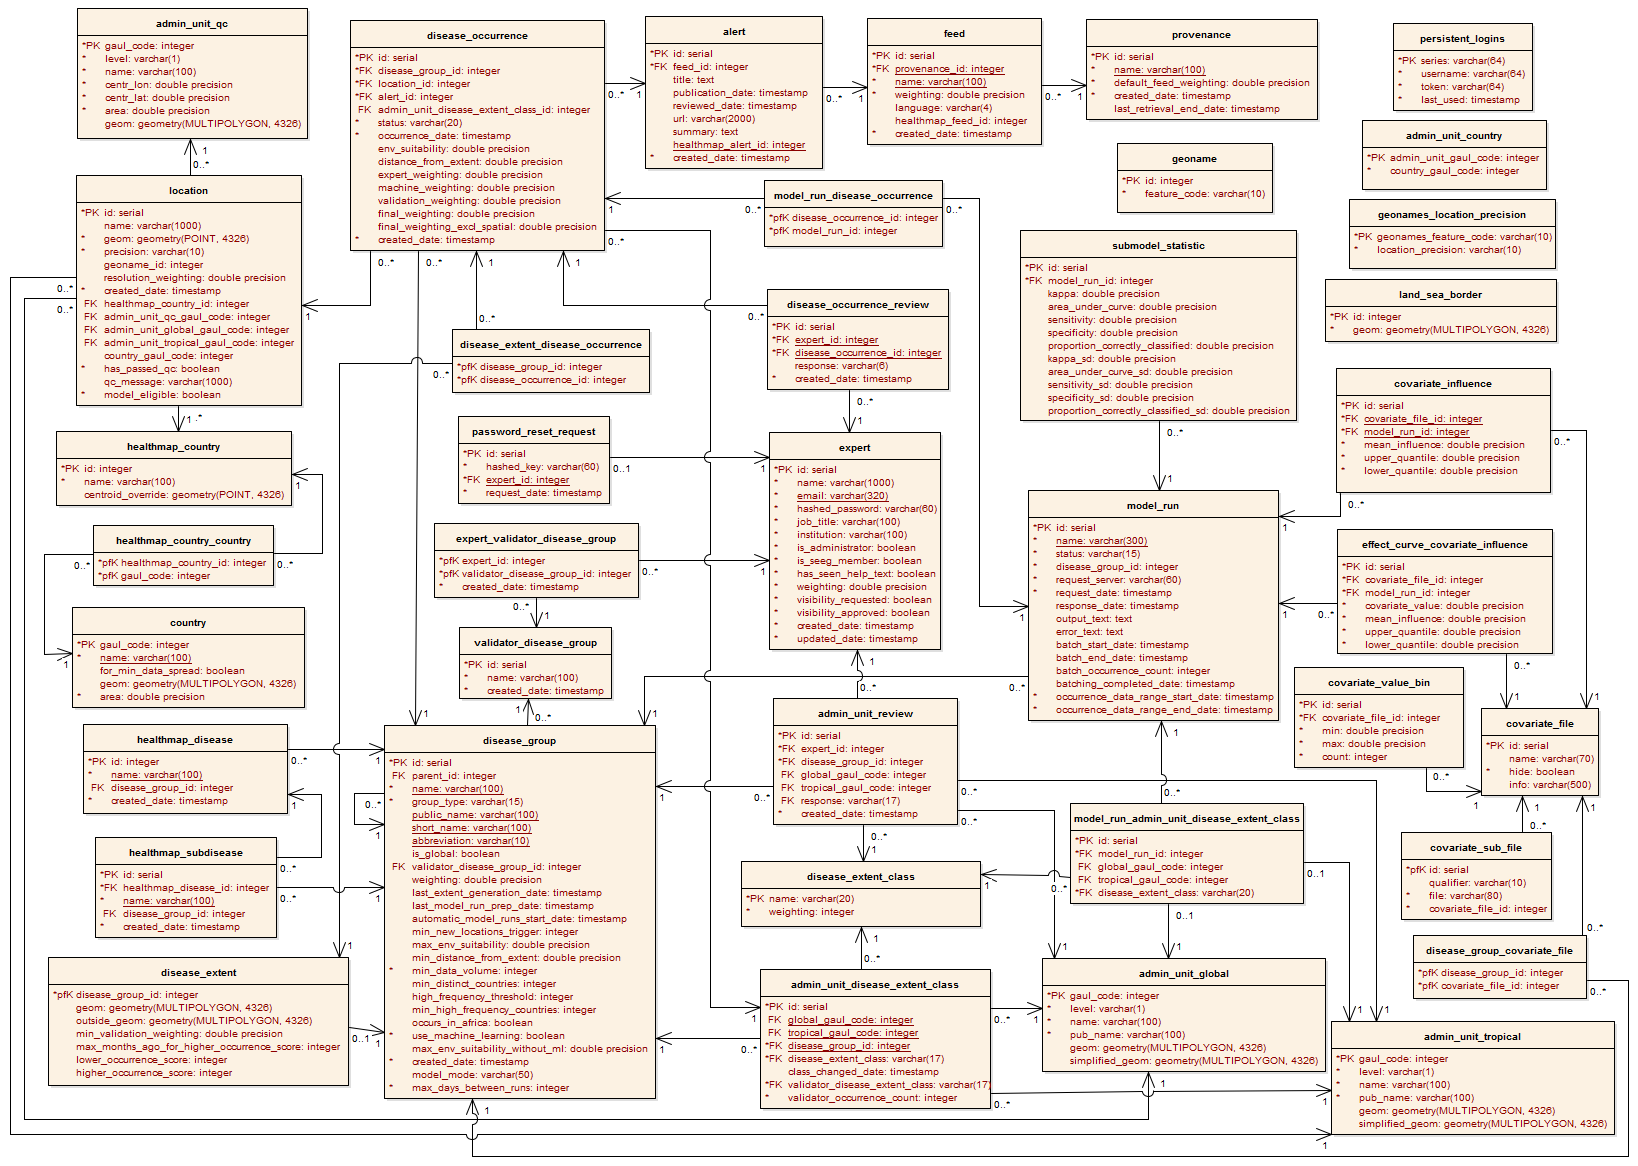 admin_unit_qc
*PK gaul_code: integer
* level: varchar(1)
* name: varchar(100)
* centr_lon: double precision
* centr_lat: double precision
* area: double precision
geom: geometry(MULTIPOLYGON, 4326)
disease_occurrence
*PK id: serial
*FK disease_group_id: integer
*FK location_id: integer
*FK alert_id: integer
FK admin_unit_disease_extent_class_id: integer
* status: varchar(20)
* occurrence_date: timestamp
env_suitability: double precision
distance_from_extent: double precision
expert_weighting: double precision
machine_weighting: double precision
validation_weighting: double precision
final_weighting: double precision
final_weighting_excl_spatial: double precision
* created_date: timestamp
alert
*PK id: serial
*FK feed_id: integer
title: text
publication_date: timestamp
reviewed_date: timestamp
url: varchar(2000)
summary: text
healthmap_alert_id: integer
* created_date: timestamp
feed
*PK id: serial
*FK provenance_id: integer
* name: varchar(100)
* weighting: double precision
language: varchar(4)
healthmap_feed_id: integer
* created_date: timestamp
provenance
*PK id: serial
* name: varchar(100)
* default_feed_weighting: double precision
* created_date: timestamp
last_retrieval_end_date: timestamp
persistent_logins
*PK series: varchar(64)
* username: varchar(64)
* token: varchar(64)
* last_used: timestamp
admin_unit_country
*PK admin_unit_gaul_code: integer
* country_gaul_code: integer
geoname
*PK id: integer
* feature_code: varchar(10)
geonames_location_precision
*PK geonames_feature_code: varchar(10)
* location_precision: varchar(10)
land_sea_border
*PK id: integer
* geom: geometry(MULTIPOLYGON, 4326)
location
*PK id: serial
name: varchar(1000)
* geom: geometry(POINT, 4326)
* precision: varchar(10)
geoname_id: integer
* resolution_weighting: double precision
* created_date: timestamp
FK healthmap_country_id: integer
FK admin_unit_qc_gaul_code: integer
FK admin_unit_global_gaul_code: integer
FK admin_unit_tropical_gaul_code: integer
country_gaul_code: integer
* has_passed_qc: boolean
qc_message: varchar(1000)
* model_eligible: boolean
model_run_disease_occurrence
*pfK disease_occurrence_id: integer
*pfK model_run_id: integer
submodel_statistic
*PK id: serial
*FK model_run_id: integer
kappa: double precision
area_under_curve: double precision
sensitivity: double precision
specificity: double precision
proportion_correctly_classified: double precision
kappa_sd: double precision
area_under_curve_sd: double precision
sensitivity_sd: double precision
specificity_sd: double precision
proportion_correctly_classified_sd: double precision
disease_occurrence_review
*PK id: serial
*FK expert_id: integer
*FK disease_occurrence_id: integer
response: varchar(6)
* created_date: timestamp
disease_extent_disease_occurrence
*pfK disease_group_id: integer
*pfK disease_occurrence_id: integer
covariate_influence
*PK id: serial
*FK covariate_file_id: integer
*FK model_run_id: integer
* mean_influence: double precision
* upper_quantile: double precision
* lower_quantile: double precision
password_reset_request
*PK id: serial
* hashed_key: varchar(60)
*FK expert_id: integer
* request_date: timestamp
expert
*PK id: serial
* name: varchar(1000)
* email: varchar(320)
* hashed_password: varchar(60)
* job_title: varchar(100)
* institution: varchar(100)
* is_administrator: boolean
* is_seeg_member: boolean
* has_seen_help_text: boolean
* weighting: double precision
* visibility_requested: boolean
* visibility_approved: boolean
* created_date: timestamp
* updated_date: timestamp
healthmap_country
*PK id: integer
* name: varchar(100)
centroid_override: geometry(POINT, 4326)
healthmap_country_country
*pfK healthmap_country_id: integer
*pfK gaul_code: integer
expert_validator_disease_group
*pfK expert_id: integer
*pfK validator_disease_group_id: integer
* created_date: timestamp
model_run
*PK id: serial
* name: varchar(300)
* status: varchar(15)
* disease_group_id: integer
* request_server: varchar(60)
* request_date: timestamp
response_date: timestamp
output_text: text
error_text: text
batch_start_date: timestamp
batch_end_date: timestamp
batch_occurrence_count: integer
batching_completed_date: timestamp
* occurrence_data_range_start_date: timestamp
* occurrence_data_range_end_date: timestamp
effect_curve_covariate_influence
*PK id: serial
*FK covariate_file_id: integer
*FK model_run_id: integer
* covariate_value: double precision
* mean_influence: double precision
* upper_quantile: double precision
* lower_quantile: double precision
country
*PK gaul_code: integer
* name: varchar(100)
for_min_data_spread: boolean
geom: geometry(MULTIPOLYGON, 4326)
* area: double precision
validator_disease_group
*PK id: serial
* name: varchar(100)
* created_date: timestamp
covariate_value_bin
*PK id: serial
*FK covariate_file_id: integer
* min: double precision
* max: double precision
* count: integer
covariate_file
*PK id: serial
name: varchar(70)
* hide: boolean
info: varchar(500)
healthmap_disease
*PK id: integer
* name: varchar(100)
FK disease_group_id: integer
* created_date: timestamp
disease_group
*PK id: serial
FK parent_id: integer
* name: varchar(100)
* group_type: varchar(15)
public_name: varchar(100)
short_name: varchar(100)
abbreviation: varchar(10)
is_global: boolean
FK validator_disease_group_id: integer
weighting: double precision
last_extent_generation_date: timestamp
last_model_run_prep_date: timestamp
automatic_model_runs_start_date: timestamp
min_new_locations_trigger: integer
max_env_suitability: double precision
min_distance_from_extent: double precision
* min_data_volume: integer
min_distinct_countries: integer
high_frequency_threshold: integer
min_high_frequency_countries: integer
occurs_in_africa: boolean
* use_machine_learning: boolean
max_env_suitability_without_ml: double precision
* created_date: timestamp
model_mode: varchar(50)
* max_days_between_runs: integer
admin_unit_review
*PK id: serial
*FK expert_id: integer
*FK disease_group_id: integer
FK global_gaul_code: integer
FK tropical_gaul_code: integer
FK response: varchar(17)
* created_date: timestamp
model_run_admin_unit_disease_extent_class
*PK id: serial
*FK model_run_id: integer
FK global_gaul_code: integer
FK tropical_gaul_code: integer
*FK disease_extent_class: varchar(20)
covariate_sub_file
*pfK id: serial
qualifier: varchar(10)
* file: varchar(80)
* covariate_file_id: integer
healthmap_subdisease
*PK id: serial
*FK healthmap_disease_id: integer
* name: varchar(100)
FK disease_group_id: integer
* created_date: timestamp
disease_extent_class
*PK name: varchar(20)
* weighting: integer
disease_group_covariate_file
*pfK disease_group_id: integer
*pfK covariate_file_id: integer
disease_extent
*pfK disease_group_id: integer
geom: geometry(MULTIPOLYGON, 4326)
outside_geom: geometry(MULTIPOLYGON, 4326)
min_validation_weighting: double precision
max_months_ago_for_higher_occurrence_score: integer
lower_occurrence_score: integer
higher_occurrence_score: integer
admin_unit_disease_extent_class
*PK id: serial
FK global_gaul_code: integer
FK tropical_gaul_code: integer
*FK disease_group_id: integer
*FK disease_extent_class: varchar(17)
class_changed_date: timestamp
*FK validator_disease_extent_class: varchar(17)
* validator_occurrence_count: integer
admin_unit_global
*PK gaul_code: integer
* level: varchar(1)
* name: varchar(100)
* pub_name: varchar(100)
geom: geometry(MULTIPOLYGON, 4326)
simplified_geom: geometry(MULTIPOLYGON, 4326)
admin_unit_tropical
*PK gaul_code: integer
* level: varchar(1)
* name: varchar(100)
* pub_name: varchar(100)
geom: geometry(MULTIPOLYGON, 4326)
simplified_geom: geometry(MULTIPOLYGON, 4326)